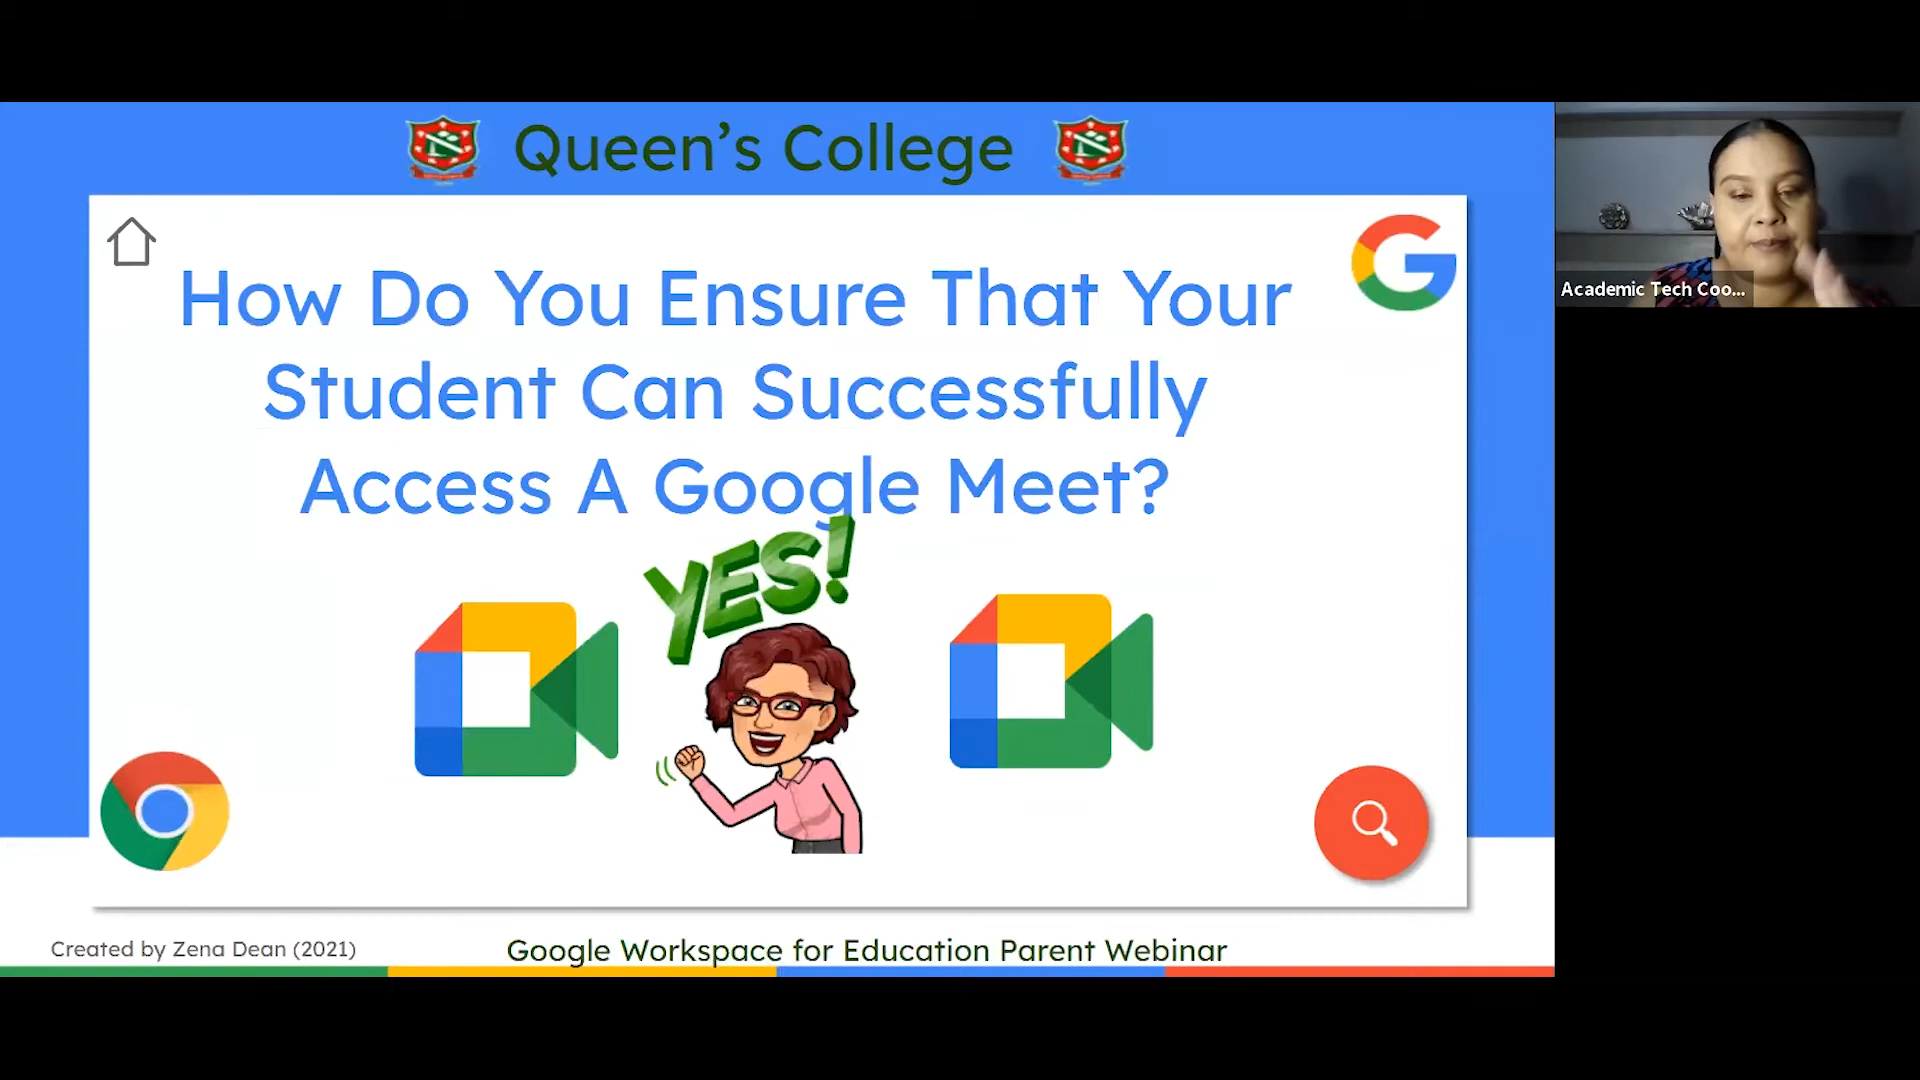 Queen's College
How Do You Ensure That Your
Student Can Successfully
Access A Google Meet?
YES!
Academic Tech Coo...
Created by Zena Dean (2021)
Google Workspace for Education Parent Webinar